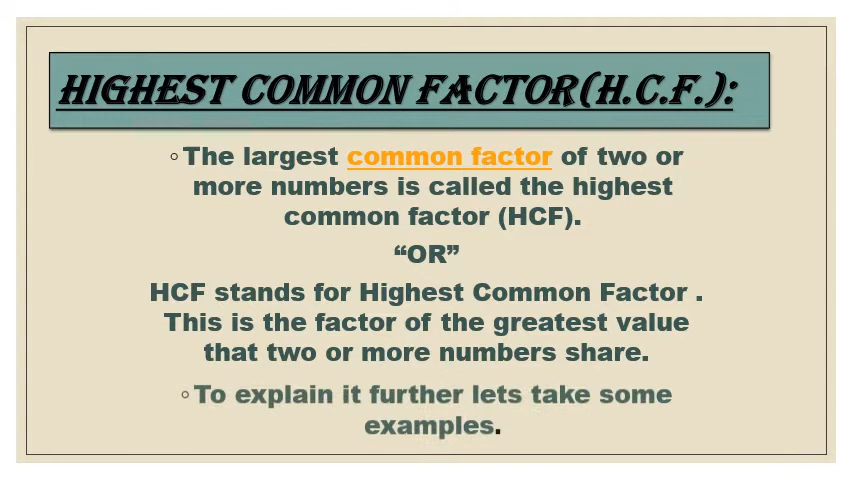 HIGHEST COMMON FACTOR(H.C.F.):
◦The largest common factor of two or
more numbers is called the highest
common factor (HCF).
“OR”
HCF stands for Highest Common Factor .
This is the factor of the greatest value
that two or more numbers share.
◦To explain it further lets take some
examples.